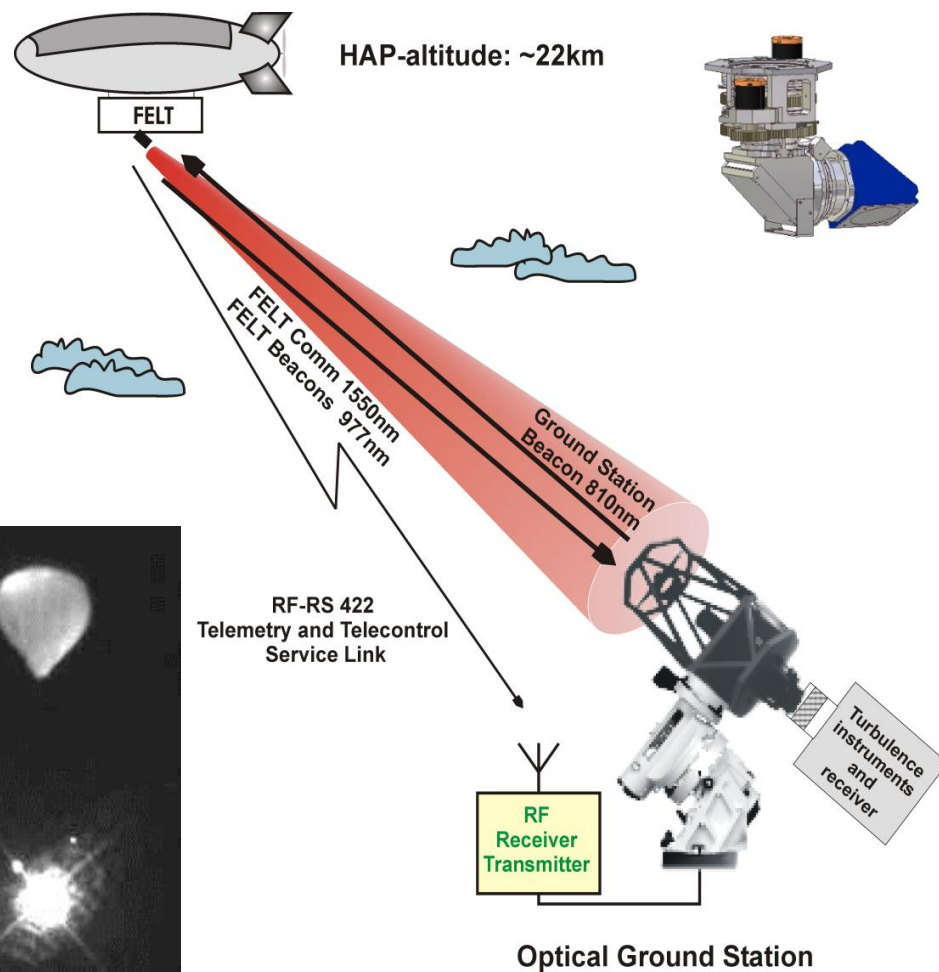 HAP-altitude: ~22km
FELT
FELT Comm 1550nm
FELT Beacons 977nm
Ground Station
Beacon 810nm
RF-RS 422
Telemetry and Telecontrol
Service Link
Turbulence
instruments
and
receiver
RF
Receiver
Transmitter
Optical Ground Station